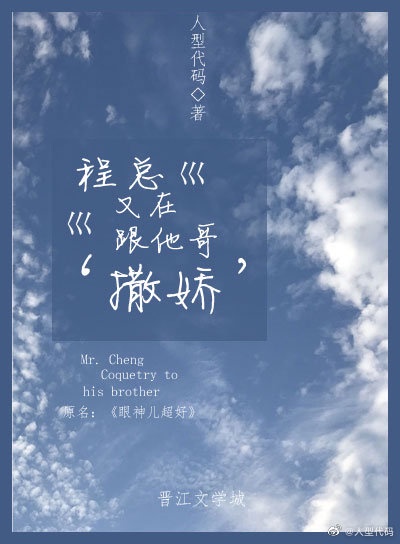 人型代码◇著
程总
又在
跟他哥
‘撒娇’
Mr. Cheng
Coquetry to
his brother
原名：《眼神儿超好》
晋江文学城
@人型代码